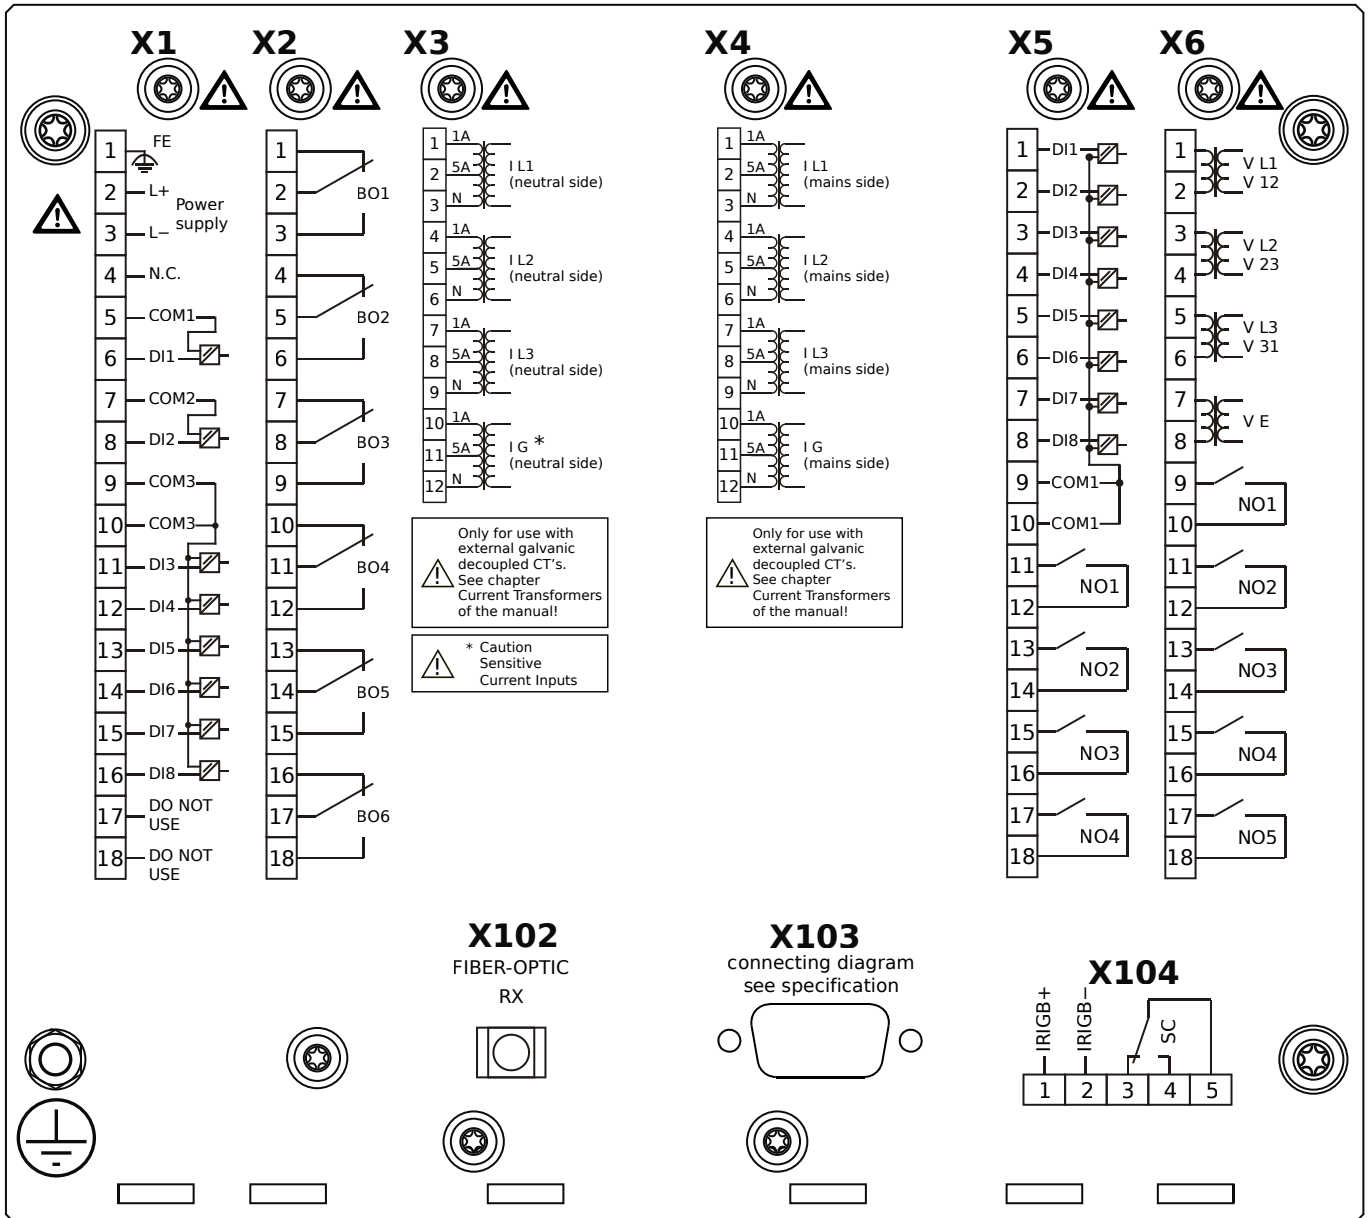 X1
X2
X3
X4
X5
X6
1
FE
2
L+
Power
supply
3
L−
4
N.C.
5
COM1
6
DI1
7
COM2
8
DI2
9
COM3
10
COM3
11
DI3
12
DI4
13
DI5
14
DI6
15
DI7
16
DI8
17
DO NOT
USE
18
DO NOT
USE
1
2
BO1
3
4
5
BO2
6
7
8
BO3
9
10
11
BO4
12
13
14
BO5
15
16
17
BO6
18
1
1A
2
5A
3
N
I L1
(neutral side)
4
1A
5
5A
6
N
I L2
(neutral side)
7
1A
8
5A
9
N
I L3
(neutral side)
10
1A
11
5A
12
N
I G *
(neutral side)
Only for use with
external galvanic
decoupled CT’s.
See chapter
Current Transformers
of the manual!
* Caution
Sensitive
Current Inputs
1
1A
2
5A
3
N
I L1
(mains side)
4
1A
5
5A
6
N
I L2
(mains side)
7
1A
8
5A
9
N
I L3
(mains side)
10
1A
11
5A
12
N
I G
(mains side)
Only for use with
external galvanic
decoupled CT’s.
See chapter
Current Transformers
of the manual!
1
DI1
2
DI2
3
DI3
4
DI4
5
DI5
6
DI6
7
DI7
8
DI8
9
COM1
10
COM1
11
NO1
12
13
NO2
14
15
NO3
16
17
NO4
18
1
V L1
V 12
2
3
V L2
V 23
4
5
V L3
V 31
6
7
V E
8
9
NO1
10
11
NO2
12
13
NO3
14
15
NO4
16
17
NO5
18
X102
FIBER-OPTIC
RX
X103
connecting diagram
see specification
X104
IRIGB+
IRIGB−
SC
1 2 3 4 5